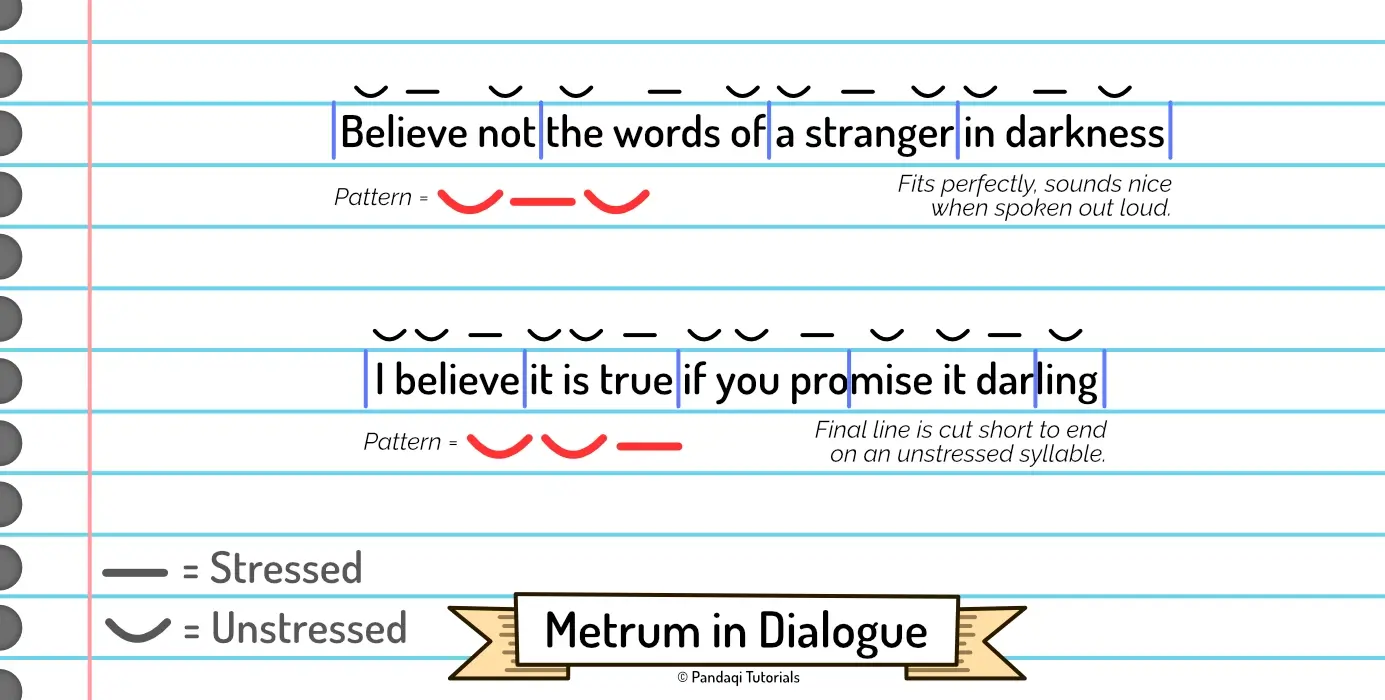 Believe not the words of a stranger in darkness
Pattern =
Fits perfectly, sounds nice
when spoken out loud.
I believe it is true if you promise it darling
Pattern =
Final line is cut short to end
on an unstressed syllable.
= Stressed
= Unstressed
Metrum in Dialogue
© Pandaqi Tutorials